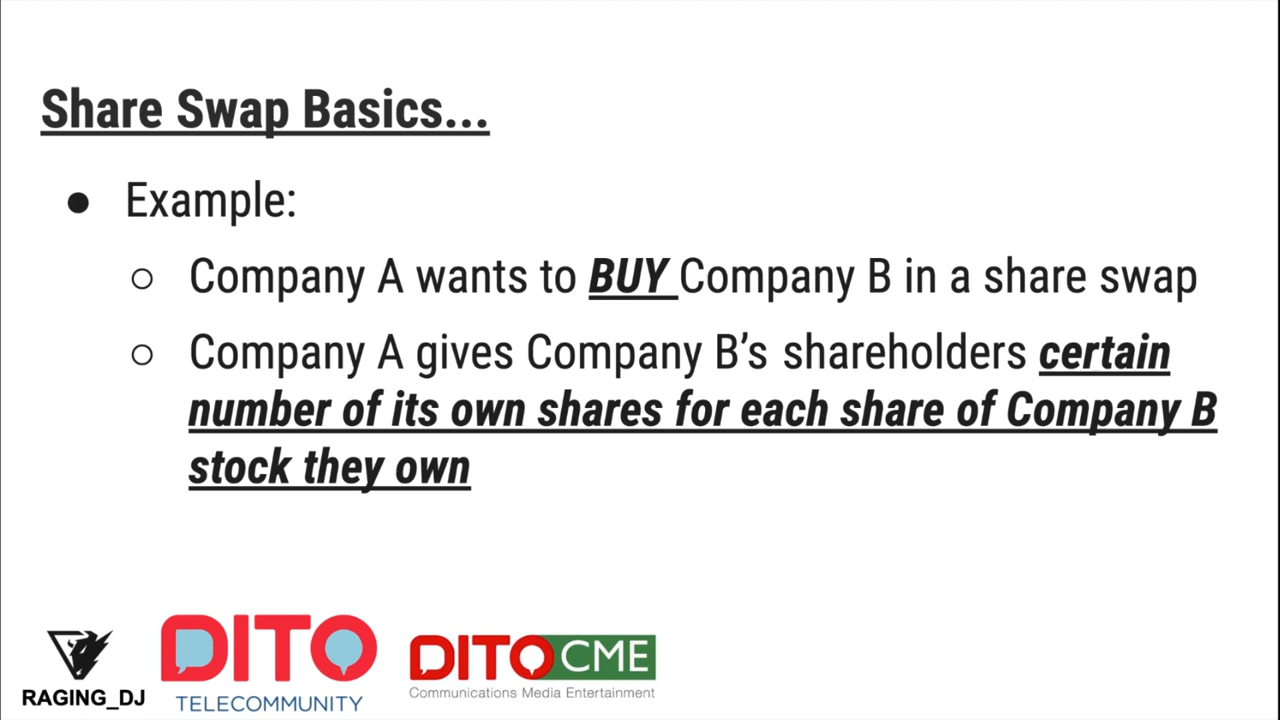 Share Swap Basics...
● Example:
○ Company A wants to BUY Company B in a share swap
○ Company A gives Company B’s shareholders certain
number of its own shares for each share of Company B
stock they own
RAGING_DJ
DITO
TELECOMMUNITY
DITO CME
Communications Media Entertainment